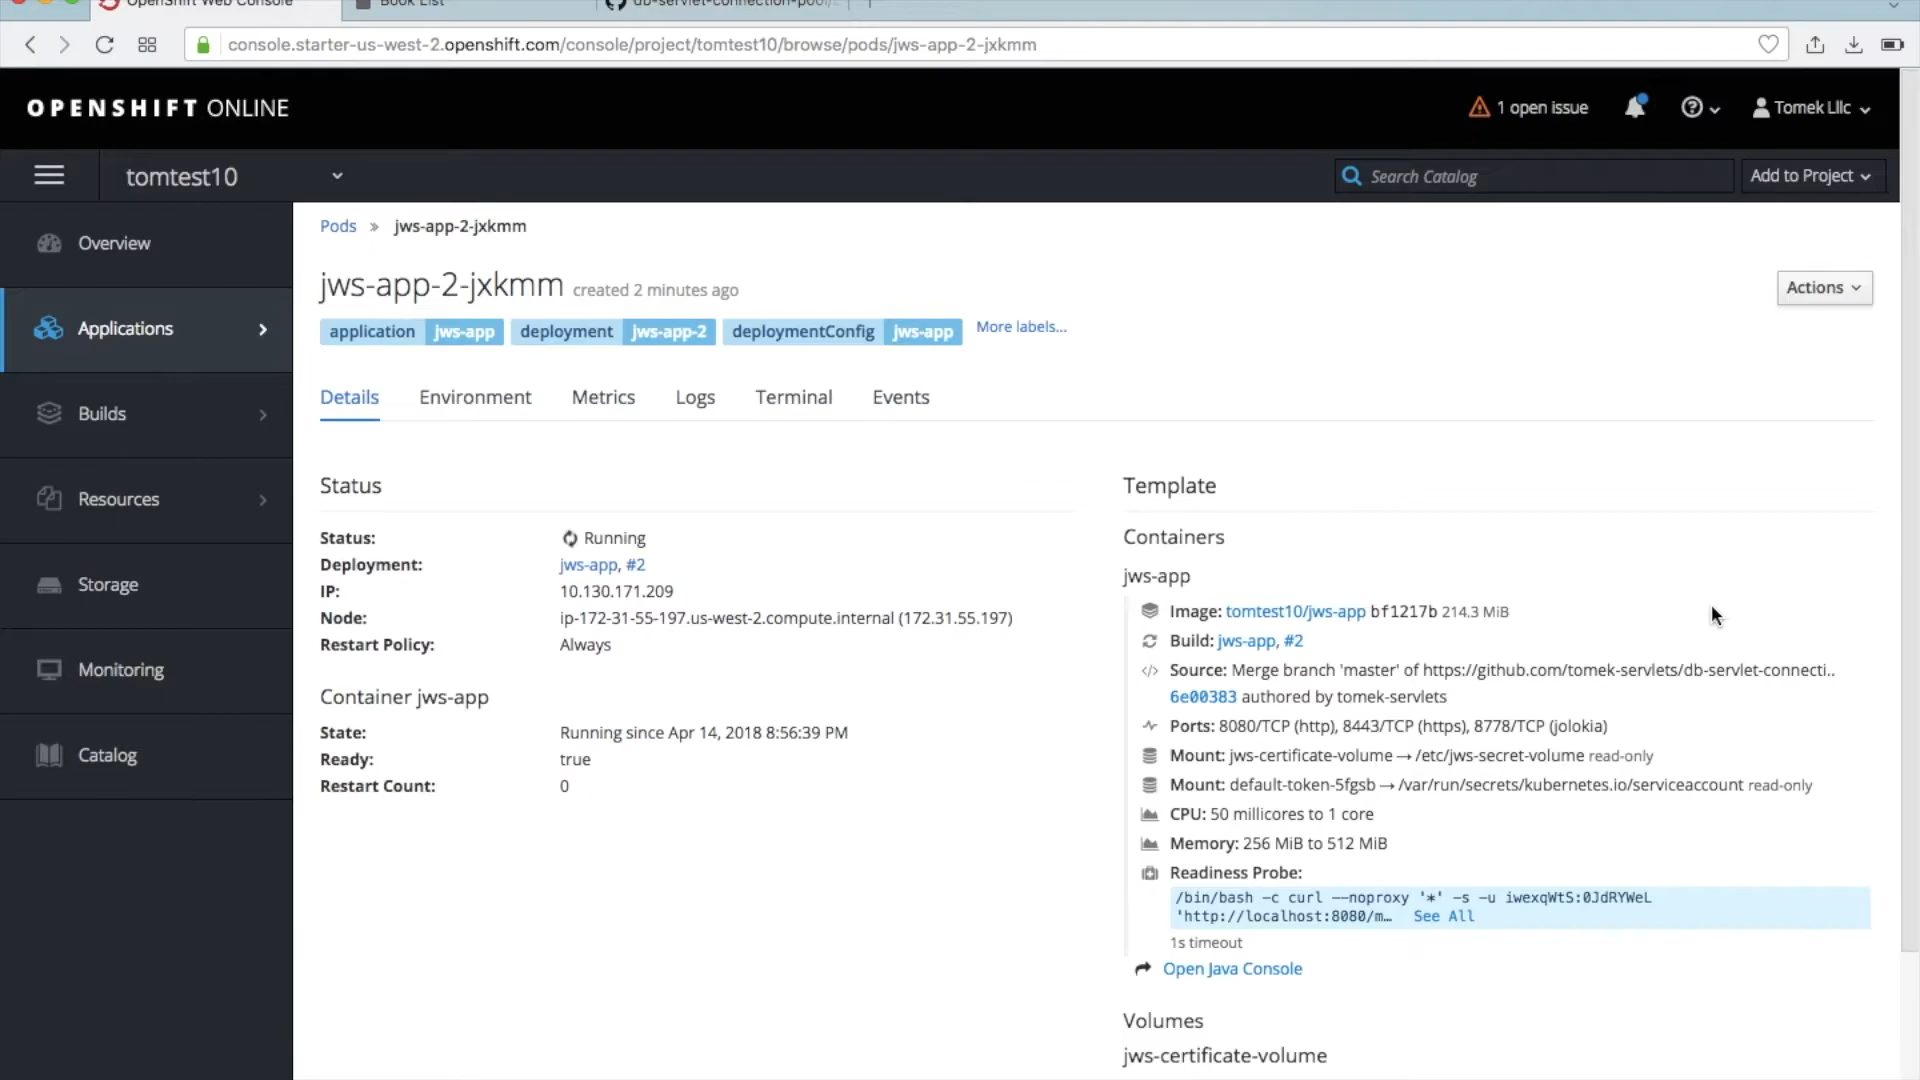 OpenShift Web Console
Book List
db-servlet-connection-pool/
console.starter-us-west-2.openshift.com/console/project/tomtest10/browse/pods/jws-app-2-jxkmm
OPENSHIFT ONLINE
1 open issue
Tomek Lllc
tomtest10
Search Catalog
Add to Project
Overview
Applications
Builds
Resources
Storage
Monitoring
Catalog
Pods » jws-app-2-jxkmm
jws-app-2-jxkmm created 2 minutes ago
Actions
application jws-app deployment jws-app-2 deploymentConfig jws-app More labels...
Details Environment Metrics Logs Terminal Events
Status
Status: Running
Deployment: jws-app, #2
IP: 10.130.171.209
Node: ip-172-31-55-197.us-west-2.compute.internal (172.31.55.197)
Restart Policy: Always
Container jws-app
State: Running since Apr 14, 2018 8:56:39 PM
Ready: true
Restart Count: 0
Template
Containers
jws-app
Image: tomtest10/jws-app bf1217b 214.3 MiB
Build: jws-app, #2
</> Source: Merge branch 'master' of https://github.com/tomek-servlets/db-servlet-connecti..
6e00383 authored by tomek-servlets
Ports: 8080/TCP (http), 8443/TCP (https), 8778/TCP (jolokia)
Mount: jws-certificate-volume → /etc/jws-secret-volume read-only
Mount: default-token-5fgsb → /var/run/secrets/kubernetes.io/serviceaccount read-only
CPU: 50 millicores to 1 core
Memory: 256 MiB to 512 MiB
Readiness Probe:
/bin/bash -c curl --noproxy '*' -s -u iwexqWtS:0JdRYWeL
'http://localhost:8080/m… See All
1s timeout
Open Java Console
Volumes
jws-certificate-volume